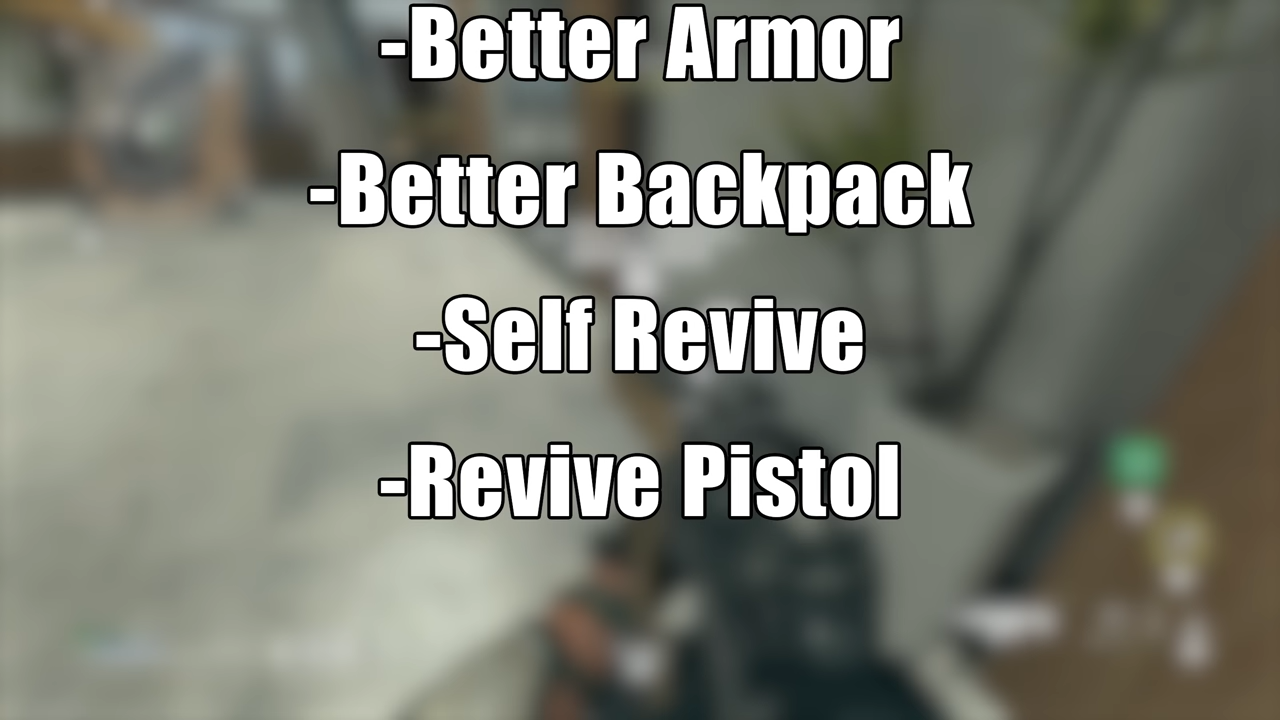 -Better Armor
-Better Backpack
-Self Revive
-Revive Pistol